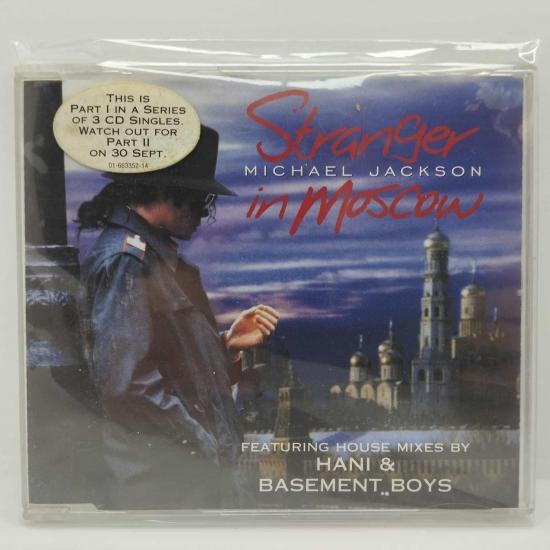 THIS IS
PART I IN A SERIES
OF 3 CD SINGLES.
WATCH OUT FOR
PART II
ON 30 SEPT.
01-663352-14
Stranger
MICHAEL JACKSON
in Moscow
FEATURING HOUSE MIXES BY
HANI &
BASEMENT BOYS